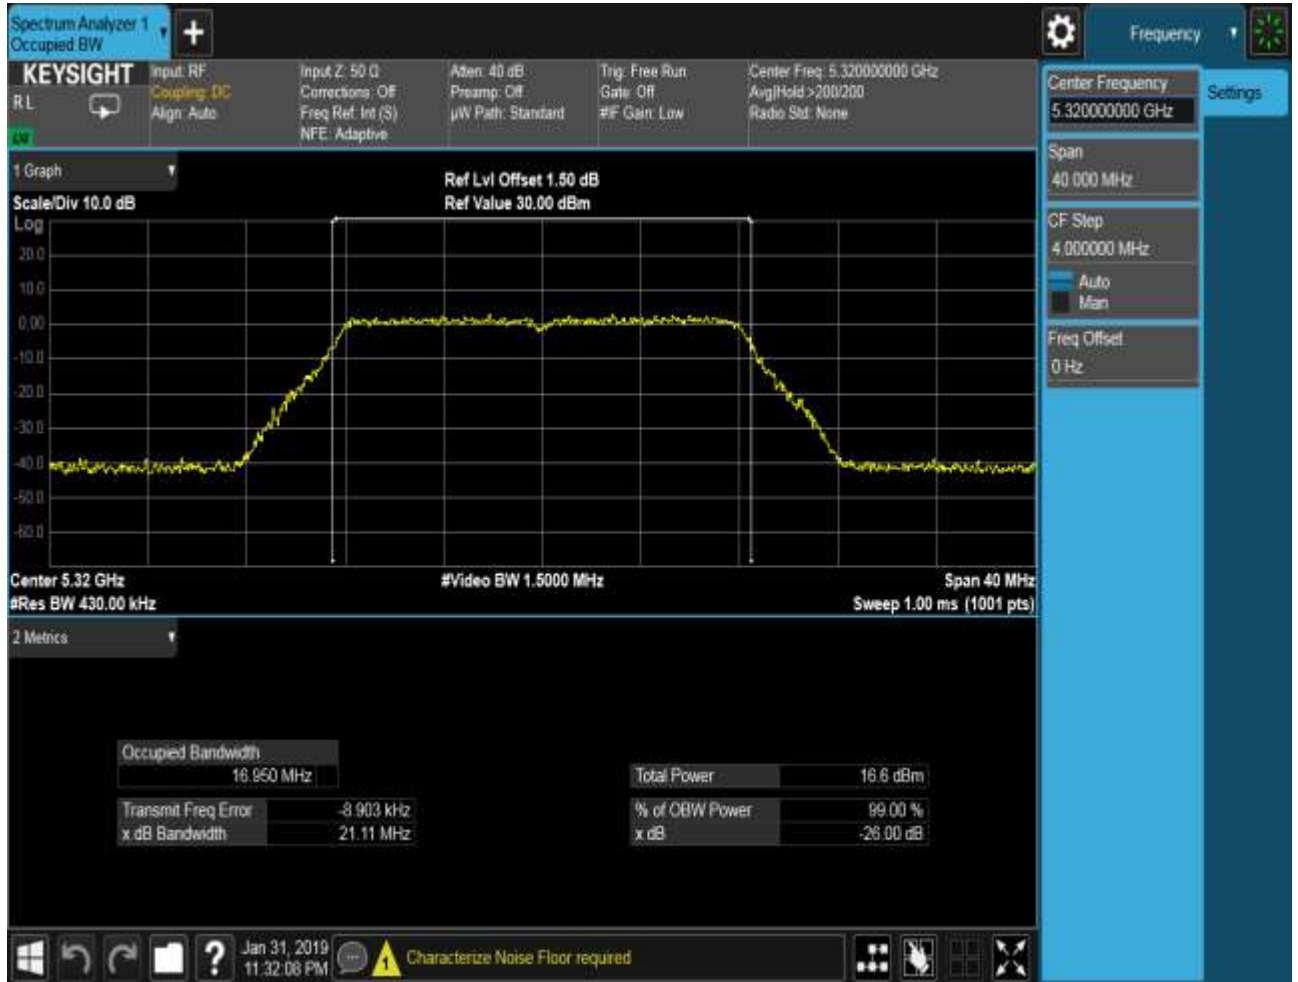 Spectrum Analyzer 1
Occupied BW
+
Frequency
KEYSIGHT
RL
Input: RF
Coupling: DC
Align: Auto
Input Z: 50 Ω
Corrections: Off
Freq Ref: Int (S)
NFE: Adaptive
Atten: 40 dB
Preamp: Off
µW Path: Standard
Trig: Free Run
Gate: Off
#IF Gain: Low
Center Freq: 5.320000000 GHz
Avg|Hold:>200/200
Radio Std: None
Center Frequency
5.320000000 GHz
Settings
Span
40.000 MHz
CF Step
4.000000 MHz
Auto
Man
Freq Offset
0 Hz
1 Graph
Scale/Div 10.0 dB
Ref Lvl Offset 1.50 dB
Ref Value 30.00 dBm
Log
20.0
10.0
0.00
-10.0
-20.0
-30.0
-40.0
-50.0
-60.0
Center 5.32 GHz
#Video BW 1.5000 MHz
Span 40 MHz
#Res BW 430.00 kHz
Sweep 1.00 ms (1001 pts)
2 Metrics
Occupied Bandwidth
16.950 MHz
Transmit Freq Error -8.903 kHz
x dB Bandwidth 21.11 MHz
Total Power 16.6 dBm
% of OBW Power 99.00 %
x dB -26.00 dB
?
Jan 31, 2019
11:32:08 PM
1
Characterize Noise Floor required